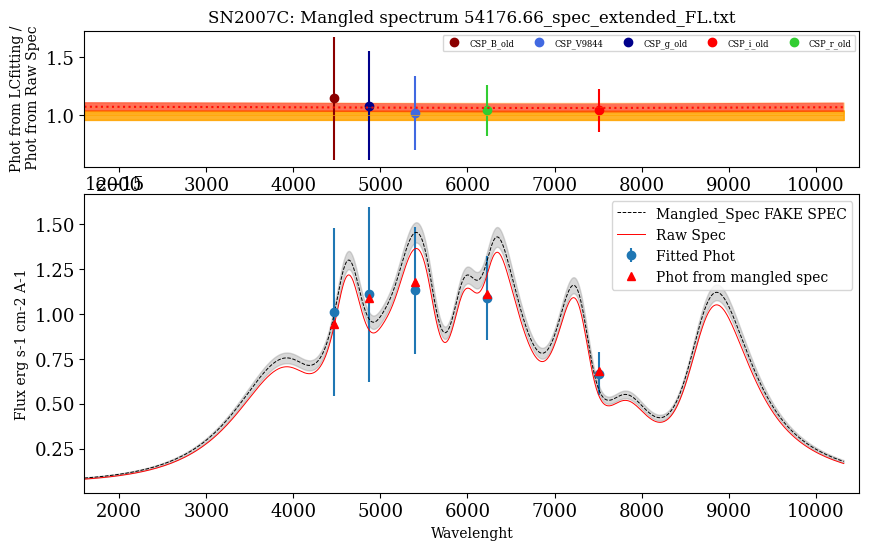 SN2007C: Mangled spectrum 54176.66_spec_extended_FL.txt
Phot from LCfitting /
Phot from Raw Spec
1.5
1.0
CSP_B_old
CSP_V9844
CSP_g_old
CSP_i_old
CSP_r_old
2000 3000 4000 5000 6000 7000 8000 9000 10000
1e−15
Flux erg s-1 cm-2 A-1
1.50
1.25
1.00
0.75
0.50
0.25
Mangled_Spec FAKE SPEC
Raw Spec
Fitted Phot
Phot from mangled spec
2000 3000 4000 5000 6000 7000 8000 9000 10000
Wavelenght